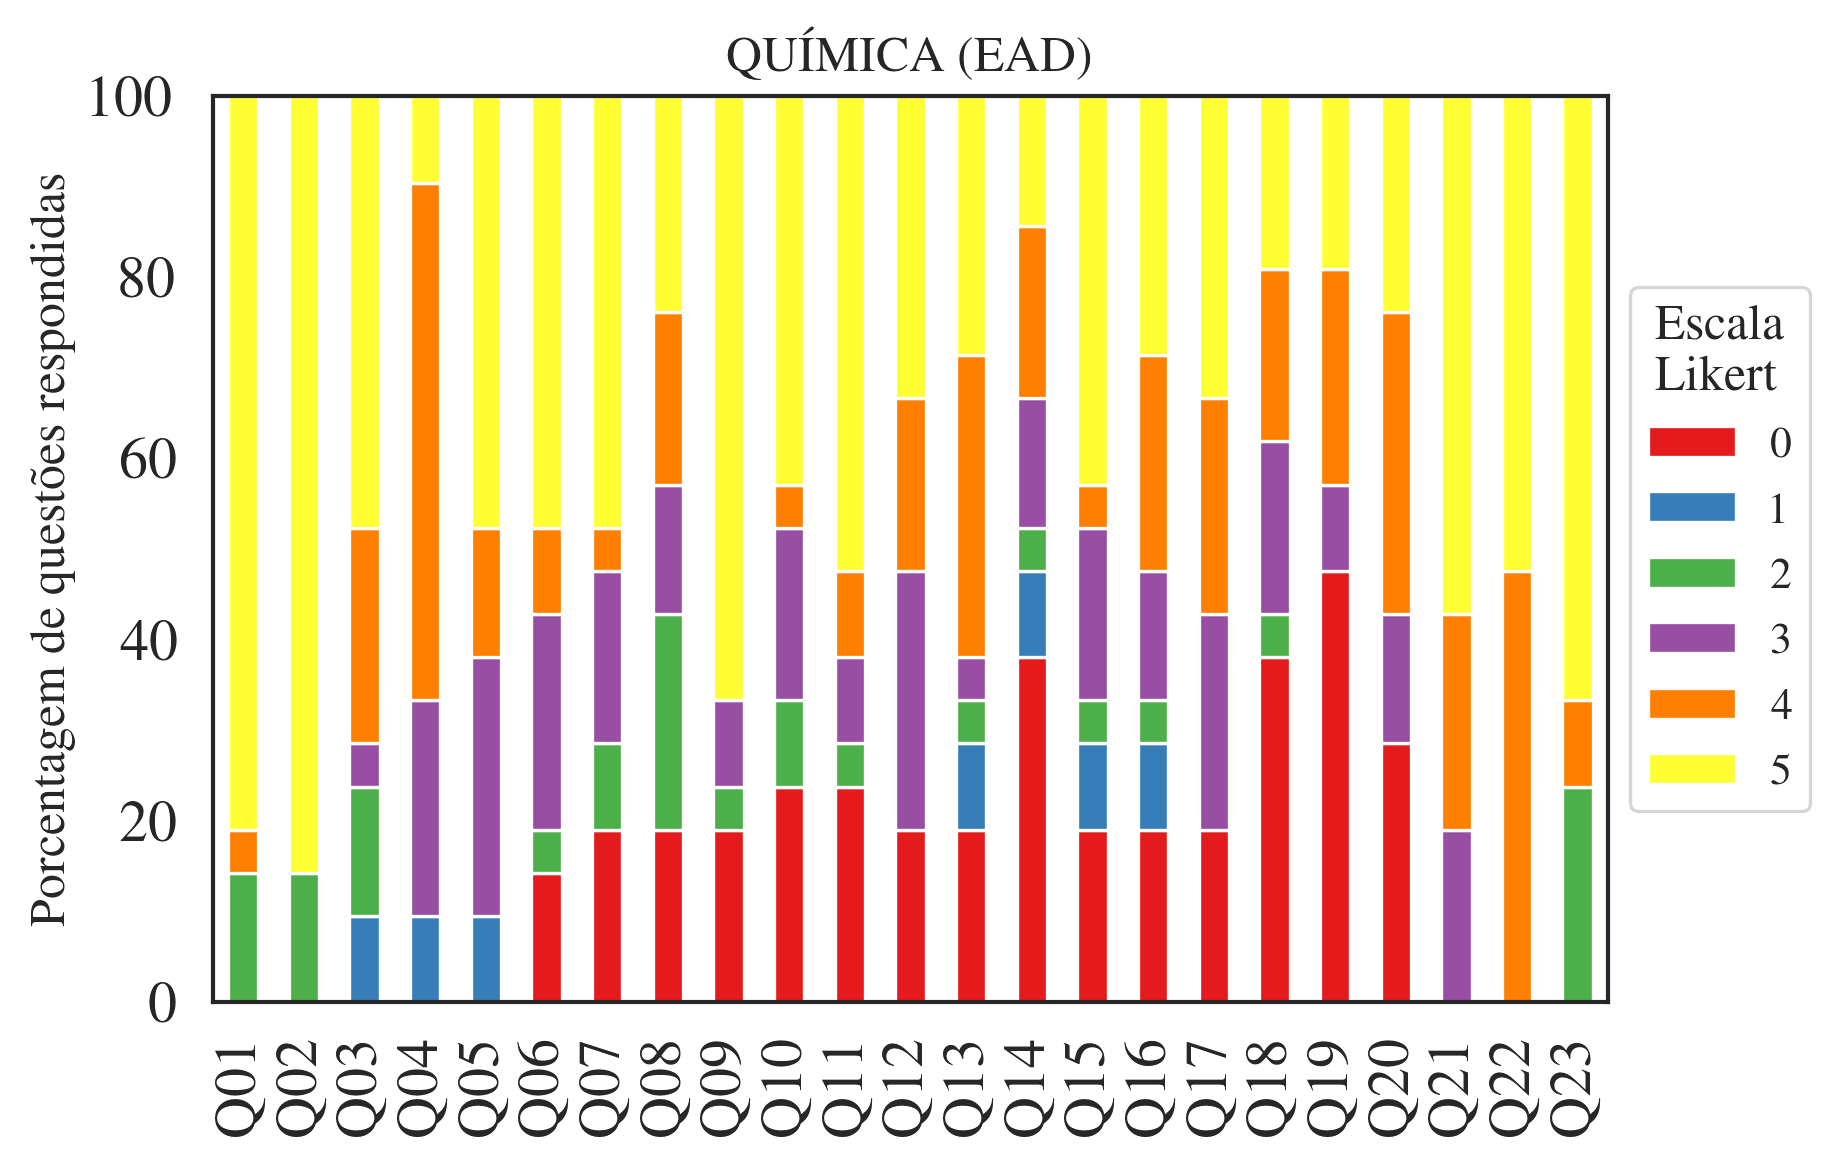 QUÍMICA (EAD)
Porcentagem de questões respondidas
100
80
60
40
20
0
Q01
Q02
Q03
Q04
Q05
Q06
Q07
Q08
Q09
Q10
Q11
Q12
Q13
Q14
Q15
Q16
Q17
Q18
Q19
Q20
Q21
Q22
Q23
Escala
Likert
0
1
2
3
4
5